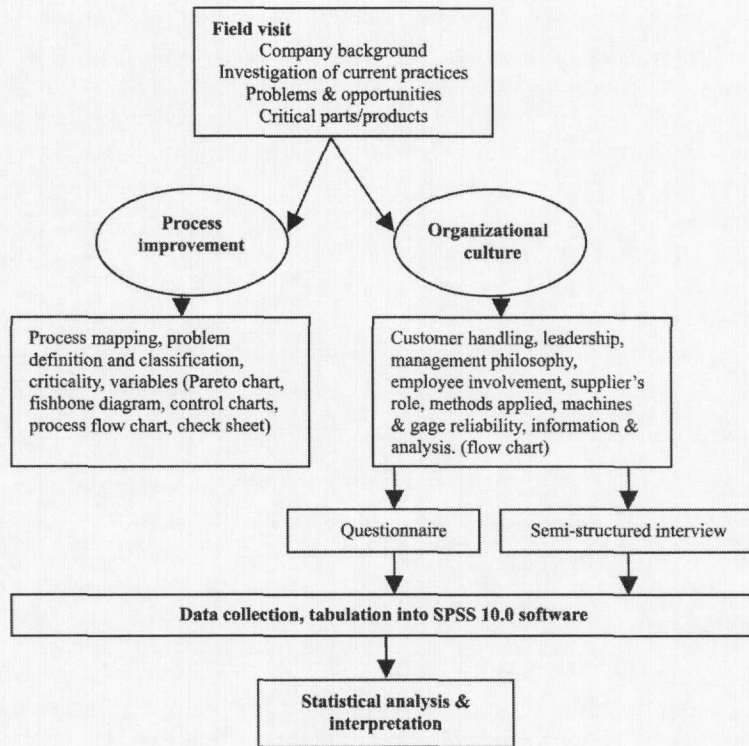 Field visit
Company background
Investigation of current practices
Problems & opportunities
Critical parts/products
Process
improvement
Organizational
culture
Process mapping, problem
definition and classification,
criticality, variables (Pareto chart,
fishbone diagram, control charts,
process flow chart, check sheet)
Customer handling, leadership,
management philosophy,
employee involvement, supplier's
role, methods applied, machines
& gage reliability, information &
analysis. (flow chart)
Questionnaire
Semi-structured interview
Data collection, tabulation into SPSS 10.0 software
Statistical analysis &
interpretation